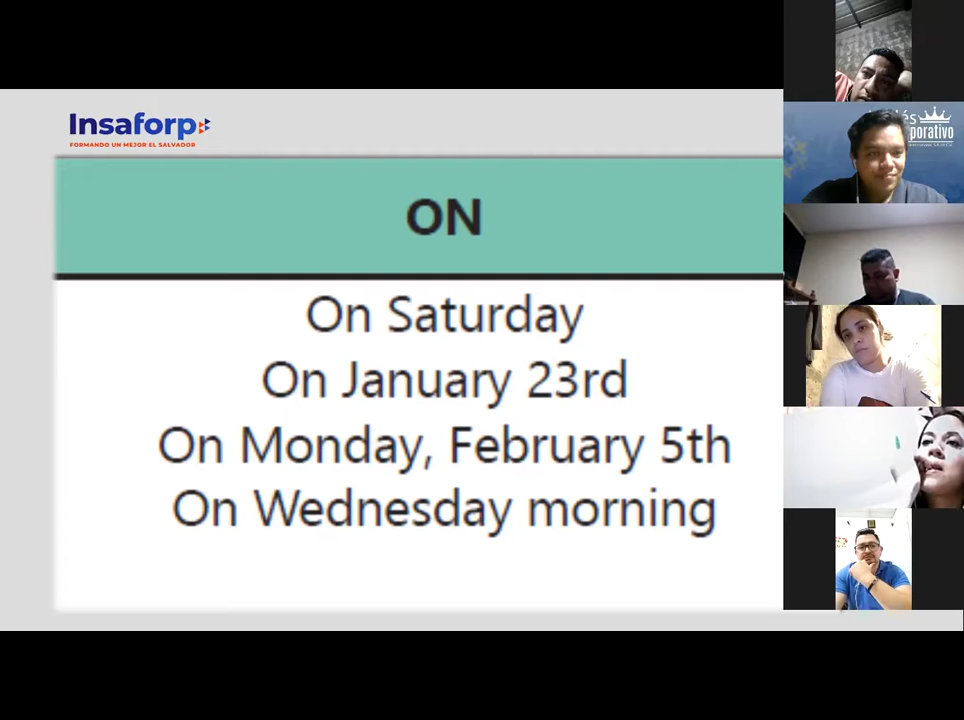 Insaforp
FORMANDO UN MEJOR EL SALVADOR
ON
On Saturday
On January 23rd
On Monday, February 5th
On Wednesday morning
porativo